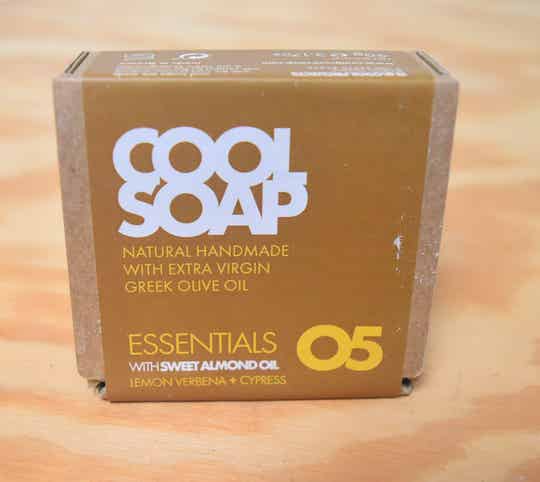 COOL
SOAP
NATURAL HANDMADE
WITH EXTRA VIRGIN
GREEK OLIVE OIL
ESSENTIALS 05
WITH SWEET ALMOND OIL
LEMON VERBENA + CYPRESS